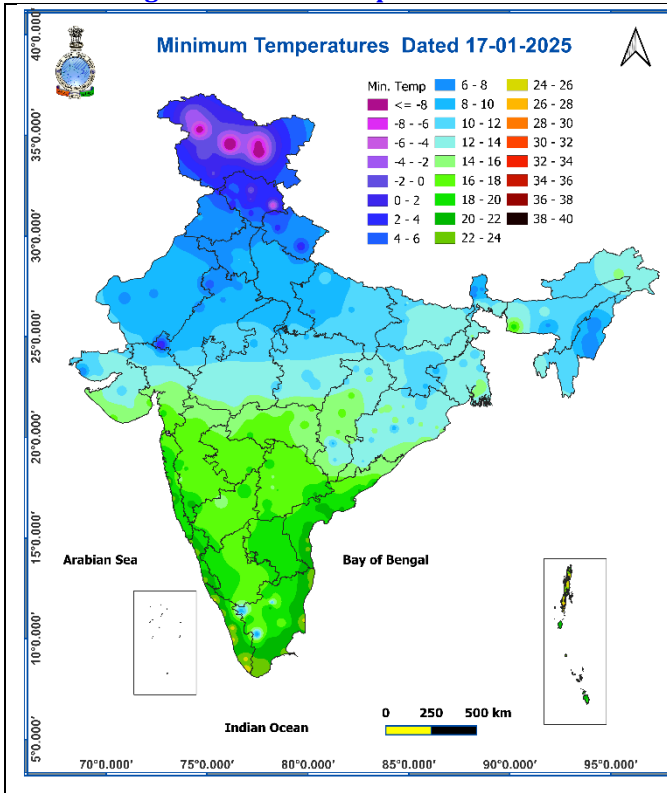 Minimum Temperatures Dated 17-01-2025
Min. Temp
<= -8
-8 - -6
-6 - -4
-4 - -2
-2 - 0
0 - 2
2 - 4
4 - 6
6 - 8
8 - 10
10 - 12
12 - 14
14 - 16
16 - 18
18 - 20
20 - 22
22 - 24
24 - 26
26 - 28
28 - 30
30 - 32
32 - 34
34 - 36
36 - 38
38 - 40
40°0.000'
35°0.000'
30°0.000'
25°0.000'
20°0.000'
15°0.000'
10°0.000'
5°0.000'
Arabian Sea
Bay of Bengal
Indian Ocean
0 250 500 km
70°0.000' 75°0.000' 80°0.000' 85°0.000' 90°0.000' 95°0.000'